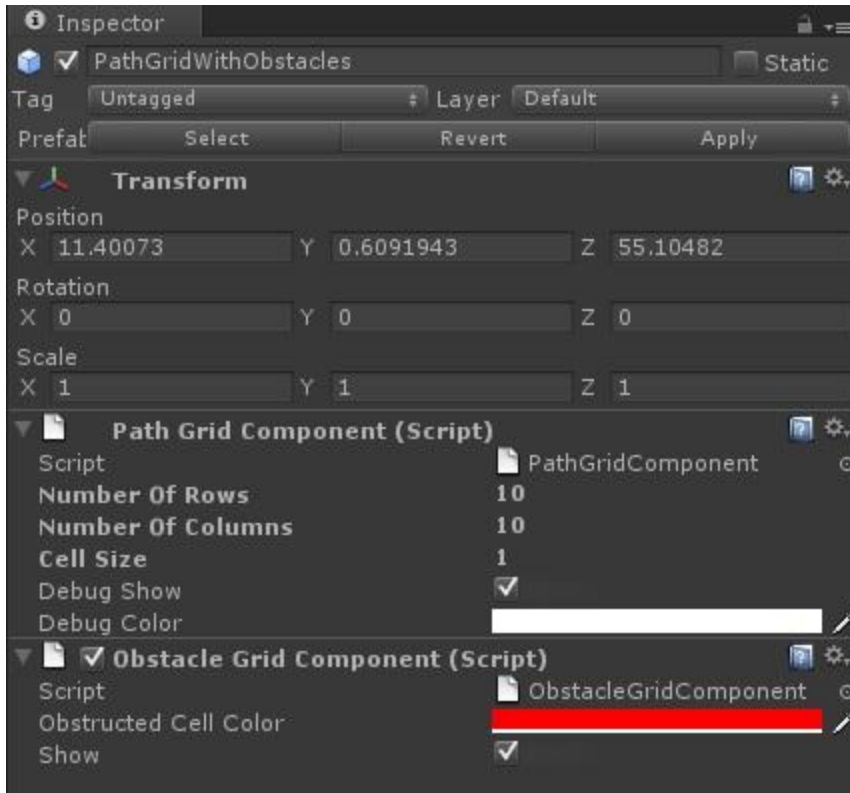 Inspector
PathGridWithObstacles Static
Tag Untagged Layer Default
Prefab Select Revert Apply
Transform
Position
X 11.40073 Y 0.6091943 Z 55.10482
Rotation
X 0 Y 0 Z 0
Scale
X 1 Y 1 Z 1
Path Grid Component (Script)
Script PathGridComponent
Number Of Rows 10
Number Of Columns 10
Cell Size 1
Debug Show
Debug Color
Obstacle Grid Component (Script)
Script ObstacleGridComponent
Obstructed Cell Color
Show